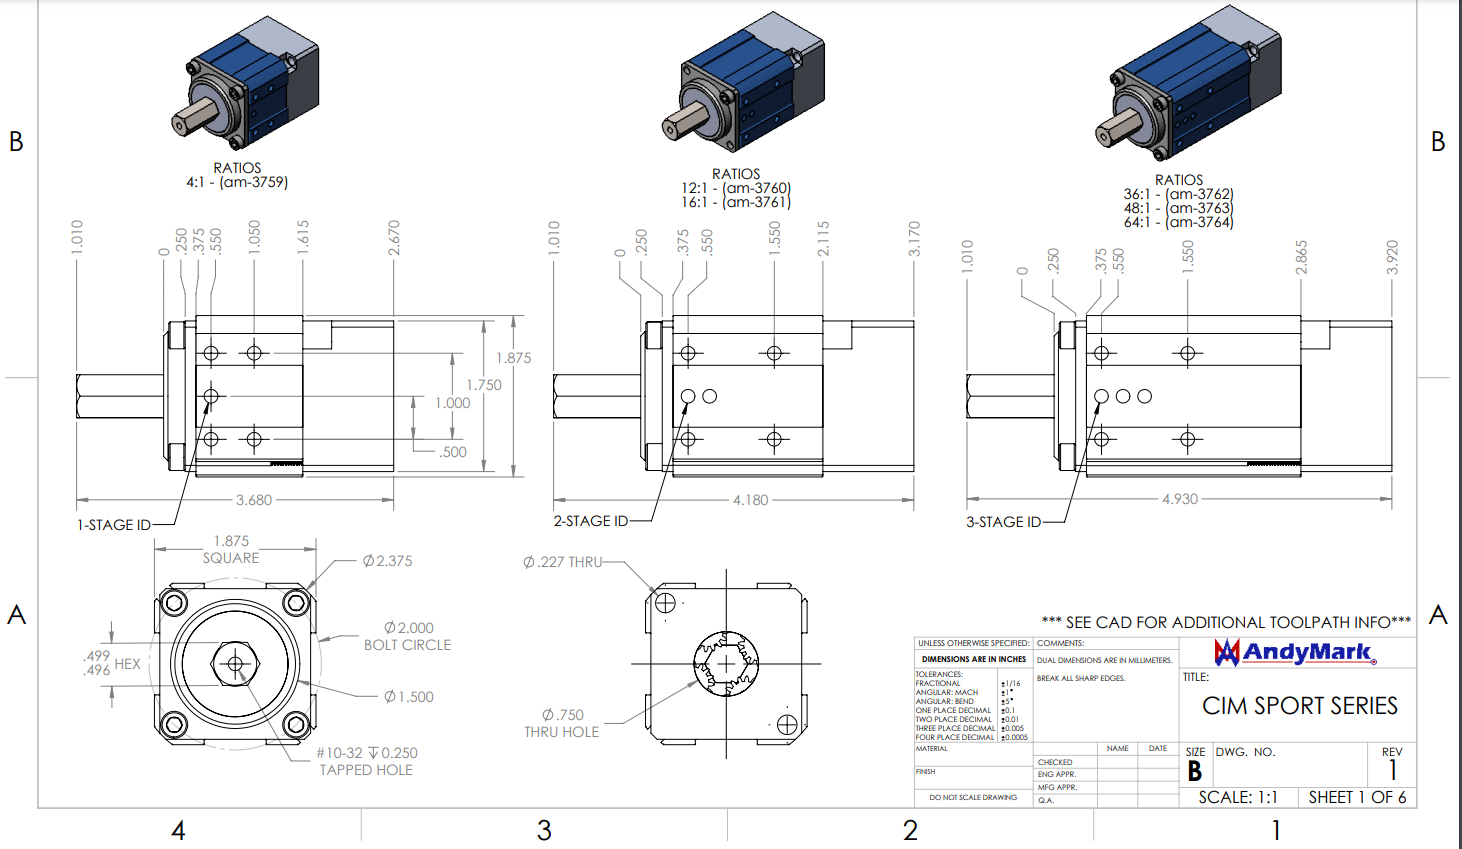 B
B
RATIOS
4:1 - (am-3759)
RATIOS
12:1 - (am-3760)
16:1 - (am-3761)
RATIOS
36:1 - (am-3762)
48:1 - (am-3763)
64:1 - (am-3764)
1.010
0
.250
.375
.550
1.050
1.615
2.670
1.010
0
.250
.375
.550
1.550
2.115
3.170
1.010
0
.250
.375
.550
1.550
2.865
3.920
1.875
1.750
1.000
.500
3.680
4.180
4.930
1-STAGE ID
2-STAGE ID
3-STAGE ID
1.875
SQUARE
Ø2.375
Ø2.000
BOLT CIRCLE
.499
.496
HEX
Ø1.500
#10-32 ↧0.250
TAPPED HOLE
Ø.227 THRU
Ø.750
THRU HOLE
A
A
*** SEE CAD FOR ADDITIONAL TOOLPATH INFO***
UNLESS OTHERWISE SPECIFIED:
DIMENSIONS ARE IN INCHES
TOLERANCES:
FRACTIONAL ±1/16
ANGULAR: MACH ±1°
ANGULAR: BEND ±5°
ONE PLACE DECIMAL ±0.1
TWO PLACE DECIMAL ±0.01
THREE PLACE DECIMAL ±0.005
FOUR PLACE DECIMAL ±0.0005
MATERIAL
FINISH
DO NOT SCALE DRAWING
COMMENTS:
DUAL DIMENSIONS ARE IN MILLIMETERS.
BREAK ALL SHARP EDGES.
NAME DATE
CHECKED
ENG APPR.
MFG APPR.
Q.A.
AndyMark®
TITLE:
CIM SPORT SERIES
SIZE
B
DWG. NO.
REV
1
SCALE: 1:1
SHEET 1 OF 6
4
3
2
1